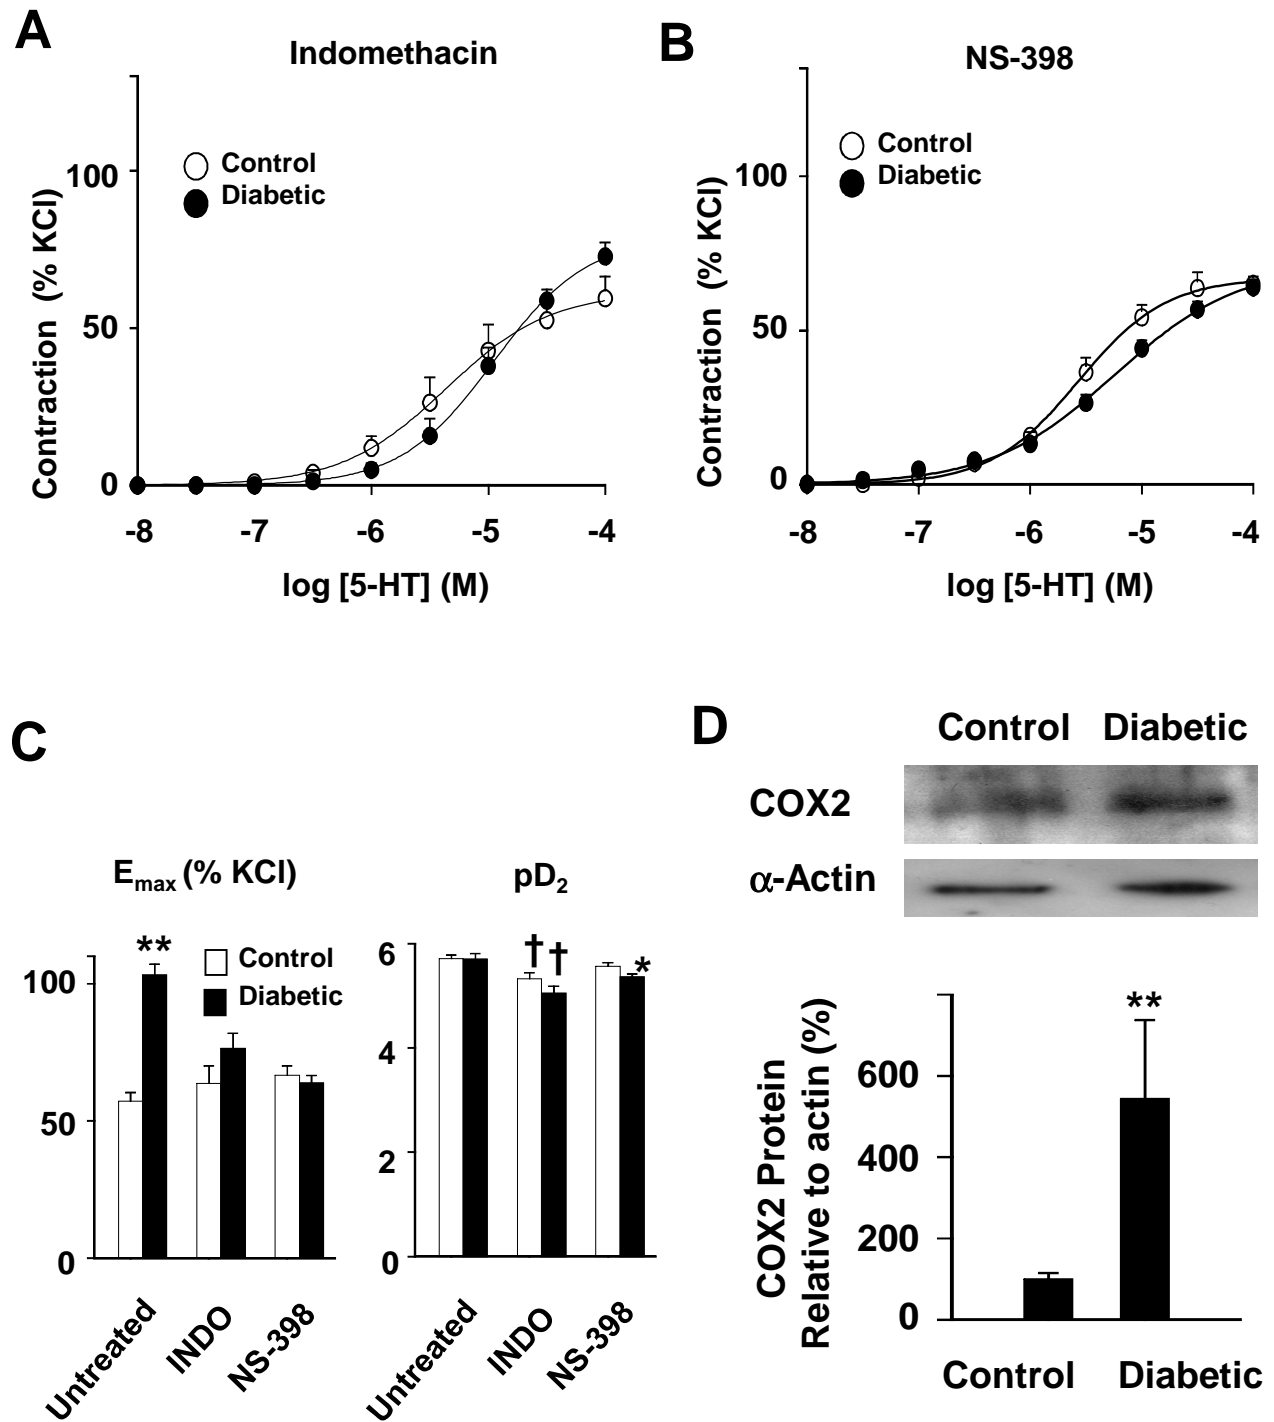 A
Indomethacin
Control
Diabetic
Contraction (% KCl)
100
50
0
-8 -7 -6 -5 -4
log [5-HT] (M)
B
NS-398
Control
Diabetic
Contraction (% KCl)
100
50
0
-8 -7 -6 -5 -4
log [5-HT] (M)
C
Emax (% KCl)
**
Control
Diabetic
100
50
0
Untreated
INDO
NS-398
pD2
† †
*
6
4
2
0
Untreated
INDO
NS-398
D
Control Diabetic
COX2
α-Actin
**
COX2 Protein
Relative to actin (%)
600
400
200
0
Control Diabetic